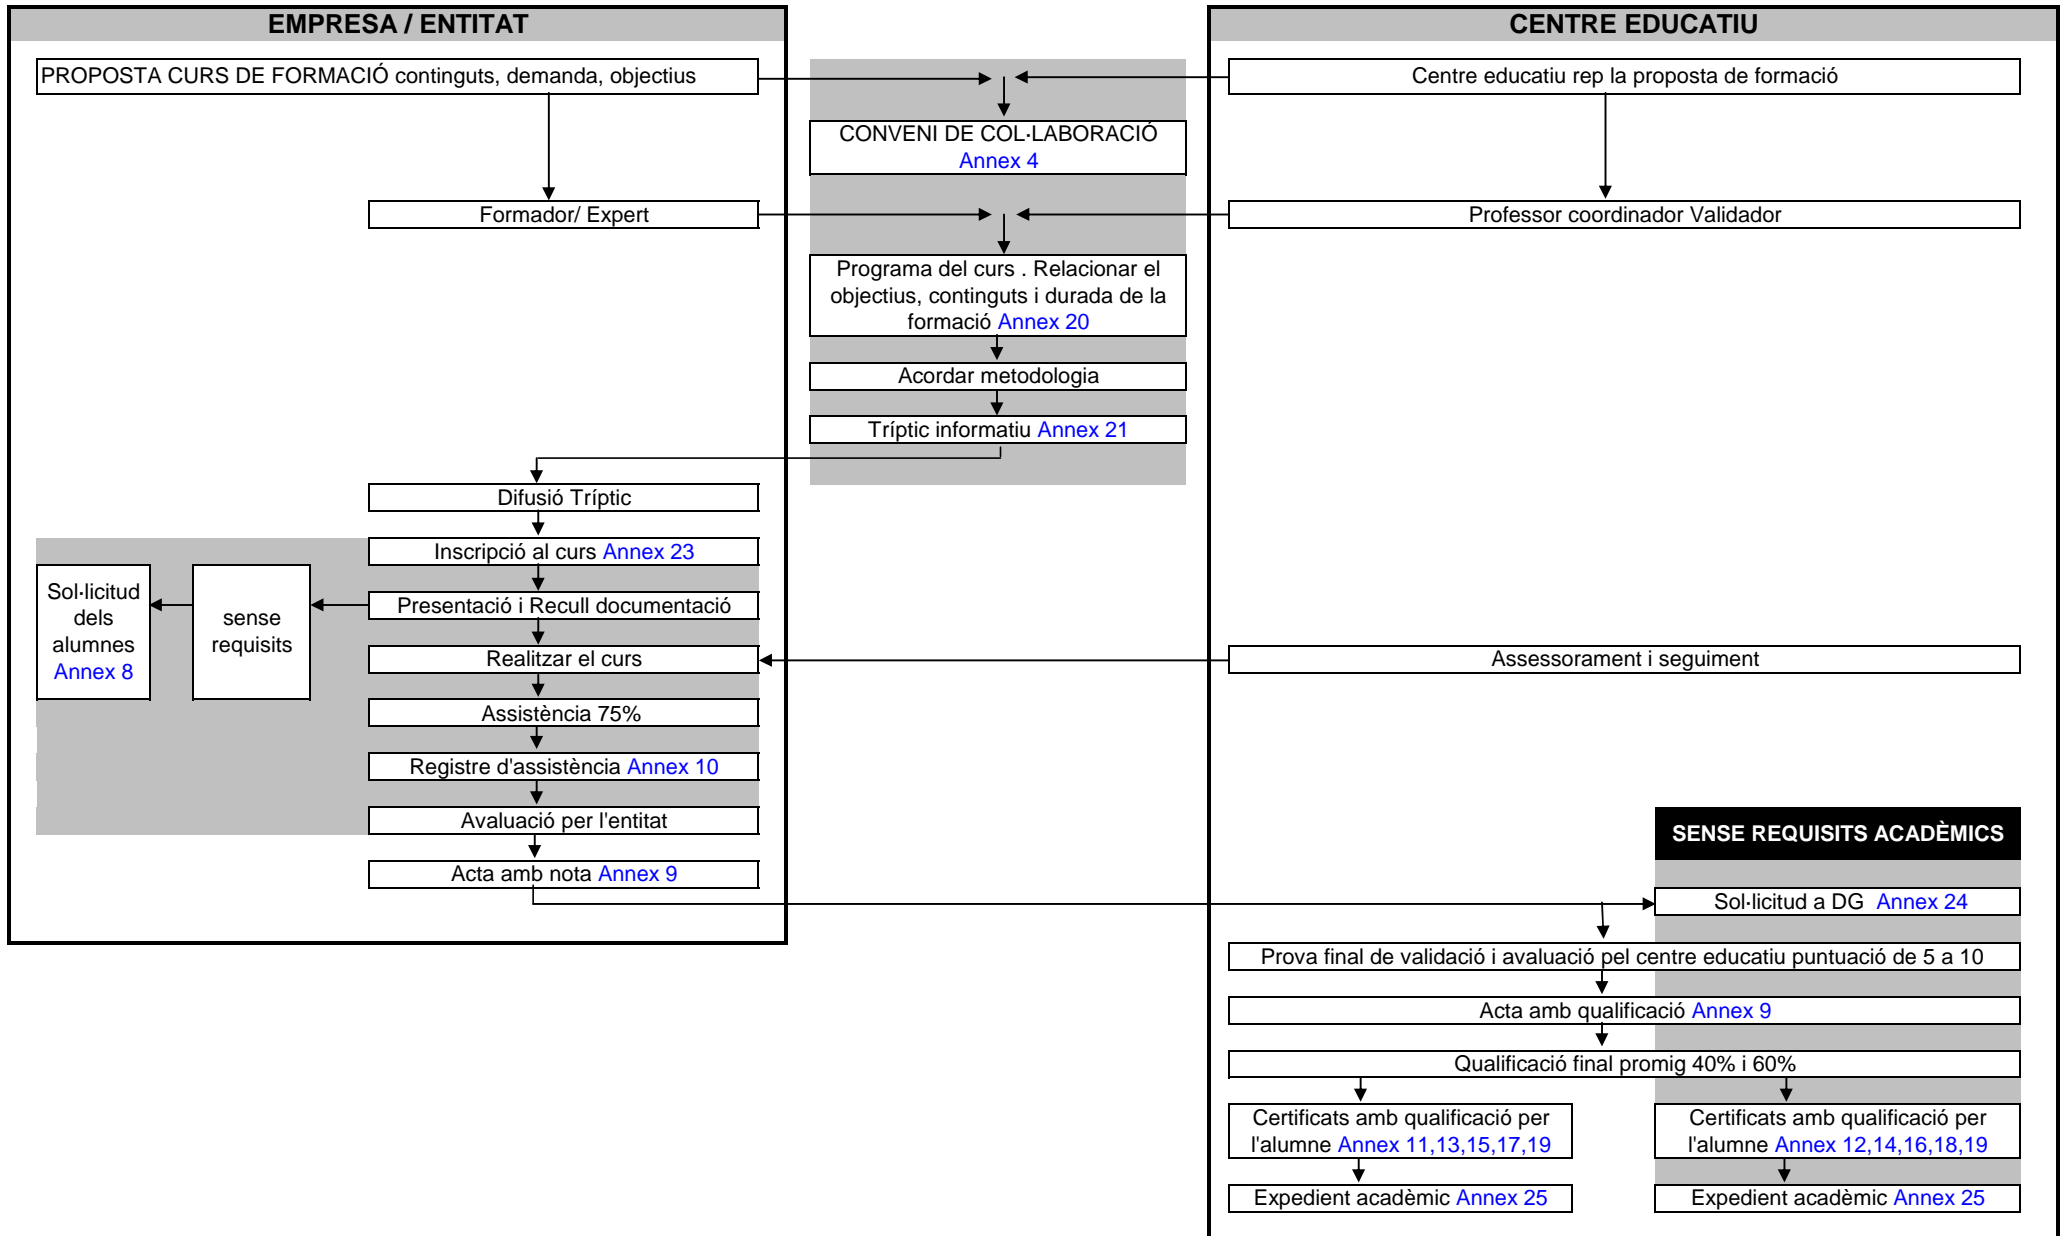 EMPRESA / ENTITAT
CENTRE EDUCATIU
PROPOSTA CURS DE FORMACIÓ continguts, demanda, objectius
Centre educatiu rep la proposta de formació
CONVENI DE COL·LABORACIÓ
Annex 4
Formador/ Expert
Professor coordinador Validador
Programa del curs . Relacionar el
objectius, continguts i durada de la
formació Annex 20
Acordar metodologia
Tríptic informatiu Annex 21
Difusió Tríptic
Inscripció al curs Annex 23
Sol·licitud
dels
alumnes
Annex 8
sense
requisits
Presentació i Recull documentació
Realitzar el curs
Assessorament i seguiment
Assistència 75%
Registre d'assistència Annex 10
Avaluació per l'entitat
Acta amb nota Annex 9
SENSE REQUISITS ACADÈMICS
Sol·licitud a DG  Annex 24
Prova final de validació i avaluació pel centre educatiu puntuació de 5 a 10
Acta amb qualificació Annex 9
Qualificació final promig 40% i 60%
Certificats amb qualificació per
l'alumne Annex 11,13,15,17,19
Certificats amb qualificació per
l'alumne Annex 12,14,16,18,19
Expedient acadèmic Annex 25
Expedient acadèmic Annex 25